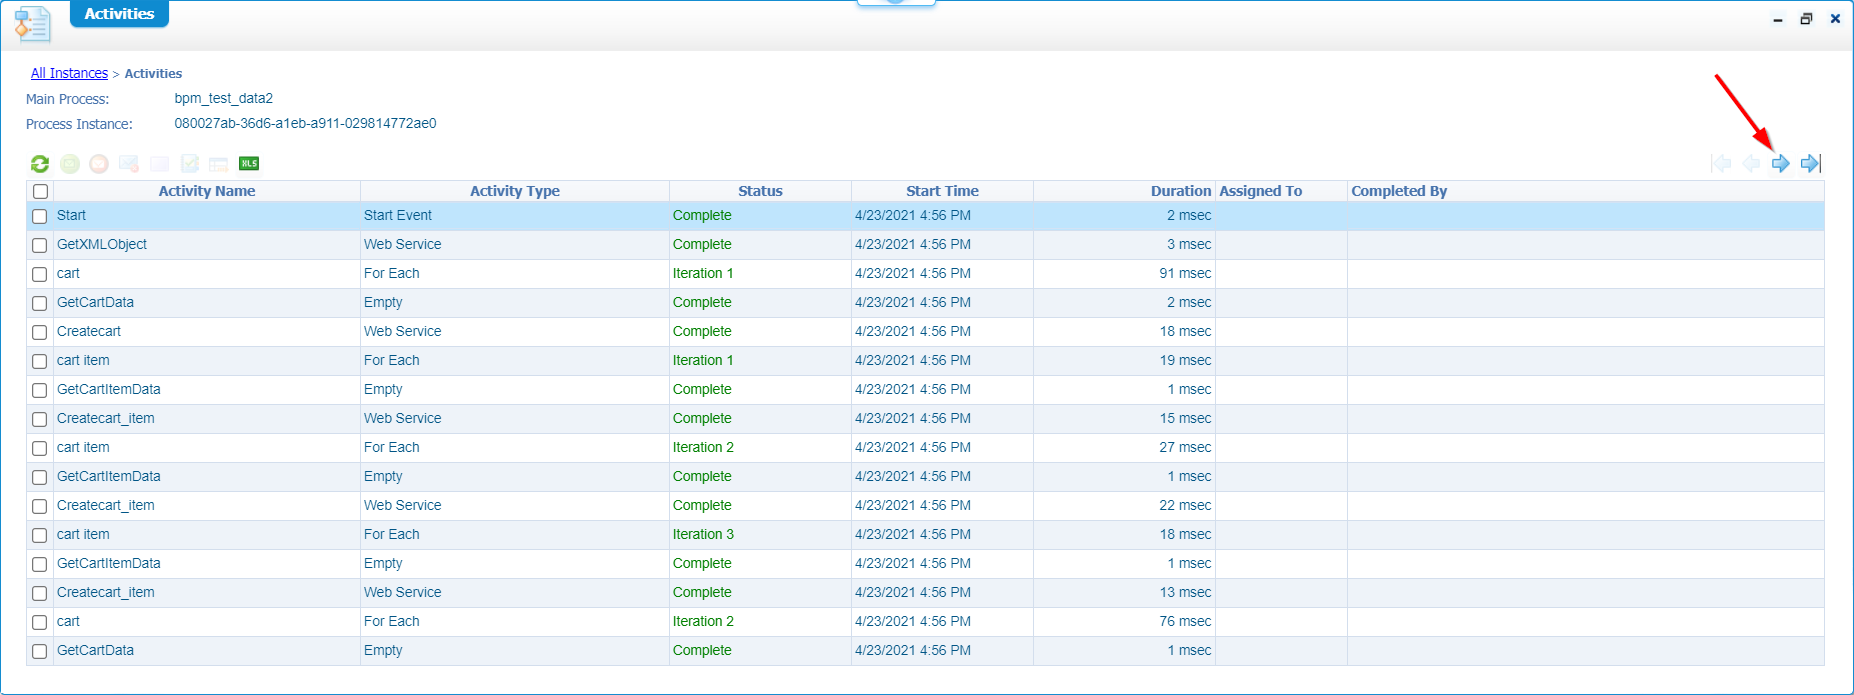 Activities
All Instances > Activities
Main Process: bpm_test_data2
Process Instance: 080027ab-36d6-a1eb-a911-029814772ae0
XLS
Activity Name Activity Type Status Start Time Duration Assigned To Completed By
Start Start Event Complete 4/23/2021 4:56 PM 2 msec
GetXMLObject Web Service Complete 4/23/2021 4:56 PM 3 msec
cart For Each Iteration 1 4/23/2021 4:56 PM 91 msec
GetCartData Empty Complete 4/23/2021 4:56 PM 2 msec
Createcart Web Service Complete 4/23/2021 4:56 PM 18 msec
cart item For Each Iteration 1 4/23/2021 4:56 PM 19 msec
GetCartItemData Empty Complete 4/23/2021 4:56 PM 1 msec
Createcart_item Web Service Complete 4/23/2021 4:56 PM 15 msec
cart item For Each Iteration 2 4/23/2021 4:56 PM 27 msec
GetCartItemData Empty Complete 4/23/2021 4:56 PM 1 msec
Createcart_item Web Service Complete 4/23/2021 4:56 PM 22 msec
cart item For Each Iteration 3 4/23/2021 4:56 PM 18 msec
GetCartItemData Empty Complete 4/23/2021 4:56 PM 1 msec
Createcart_item Web Service Complete 4/23/2021 4:56 PM 13 msec
cart For Each Iteration 2 4/23/2021 4:56 PM 76 msec
GetCartData Empty Complete 4/23/2021 4:56 PM 1 msec